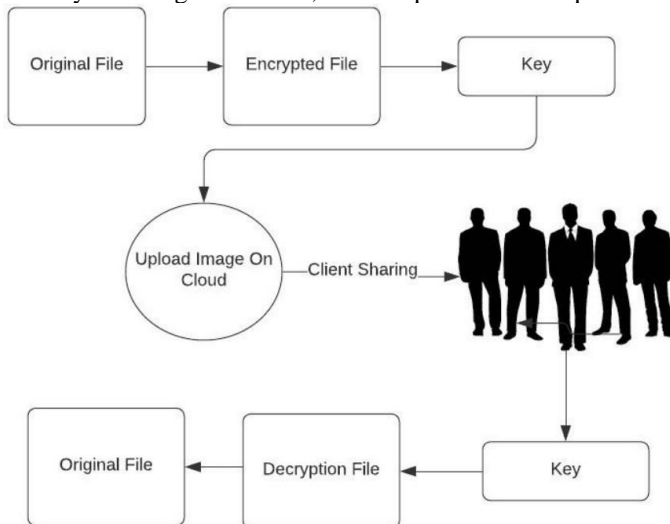 Original File
Encrypted File
Key
Upload Image On
Cloud
Client Sharing
Original File
Decryption File
Key